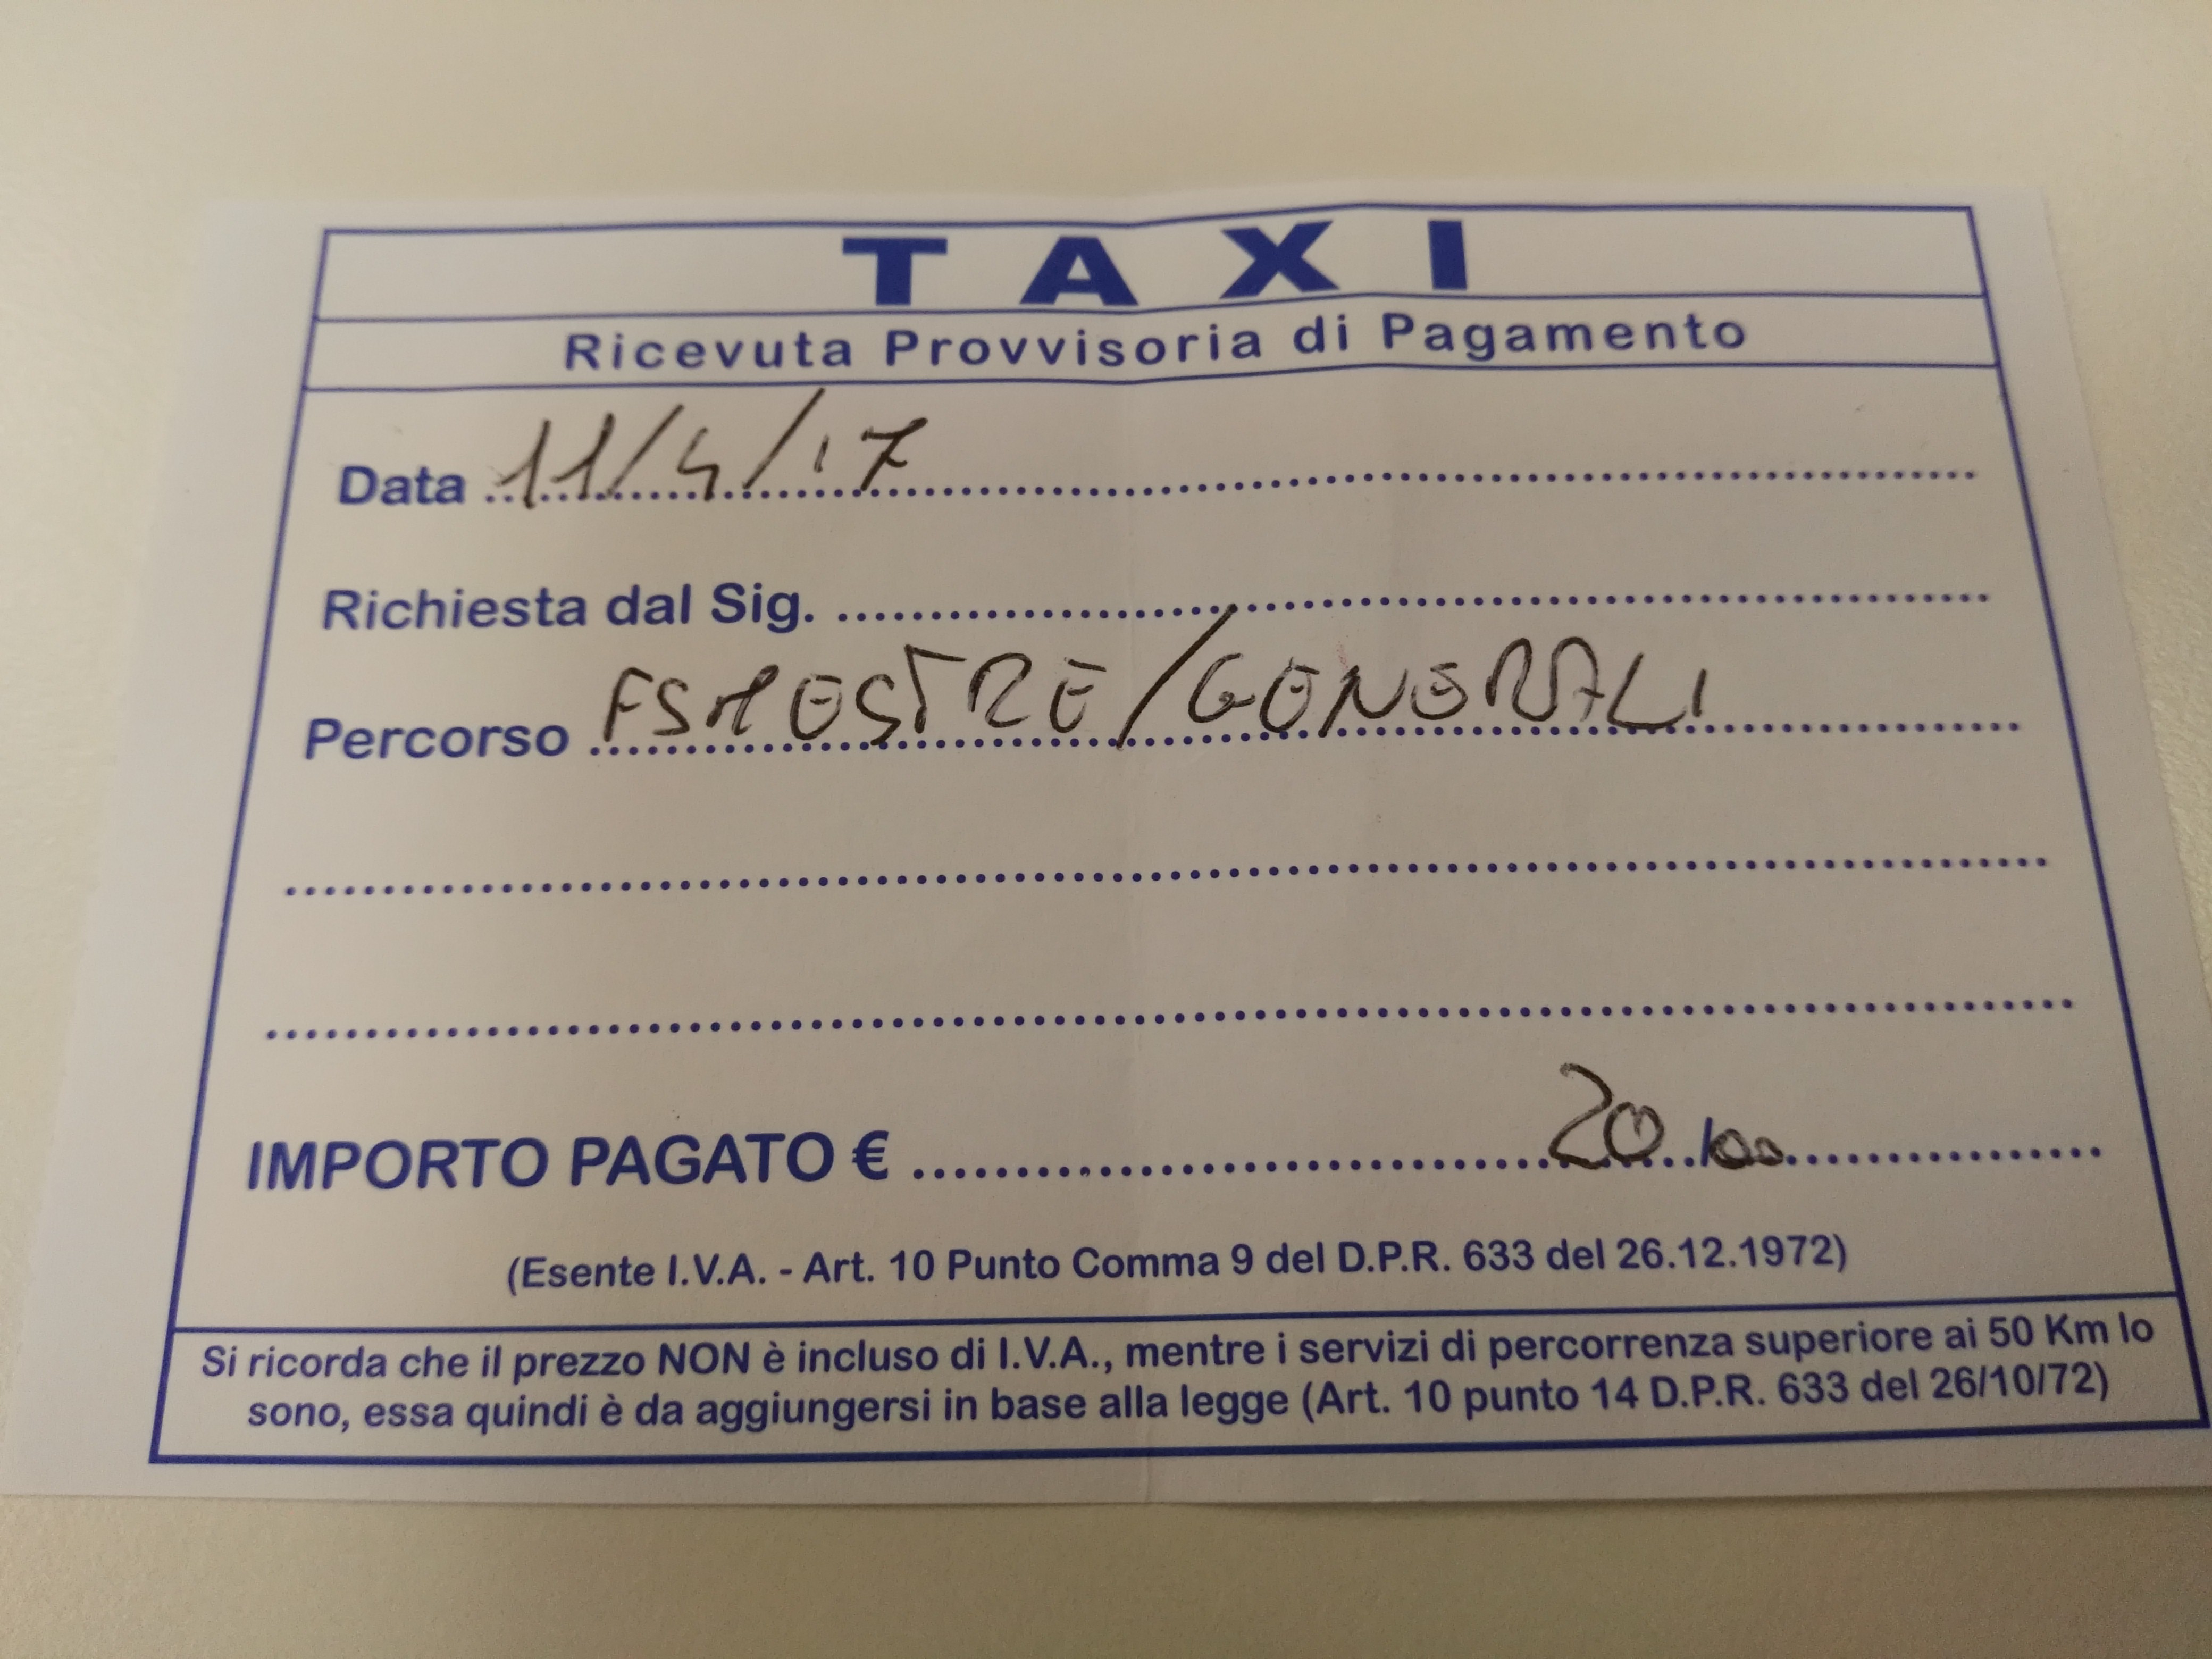 TAXI
Ricevuta Provvisoria di Pagamento
Data 11/4/17
Richiesta dal Sig.
Percorso FS MESTRE/GENERALI
IMPORTO PAGATO € 20,00
(Esente I.V.A. - Art. 10 Punto Comma 9 del D.P.R. 633 del 26.12.1972)
Si ricorda che il prezzo NON è incluso di I.V.A., mentre i servizi di percorrenza superiore ai 50 Km lo
sono, essa quindi è da aggiungersi in base alla legge (Art. 10 punto 14 D.P.R. 633 del 26/10/72)